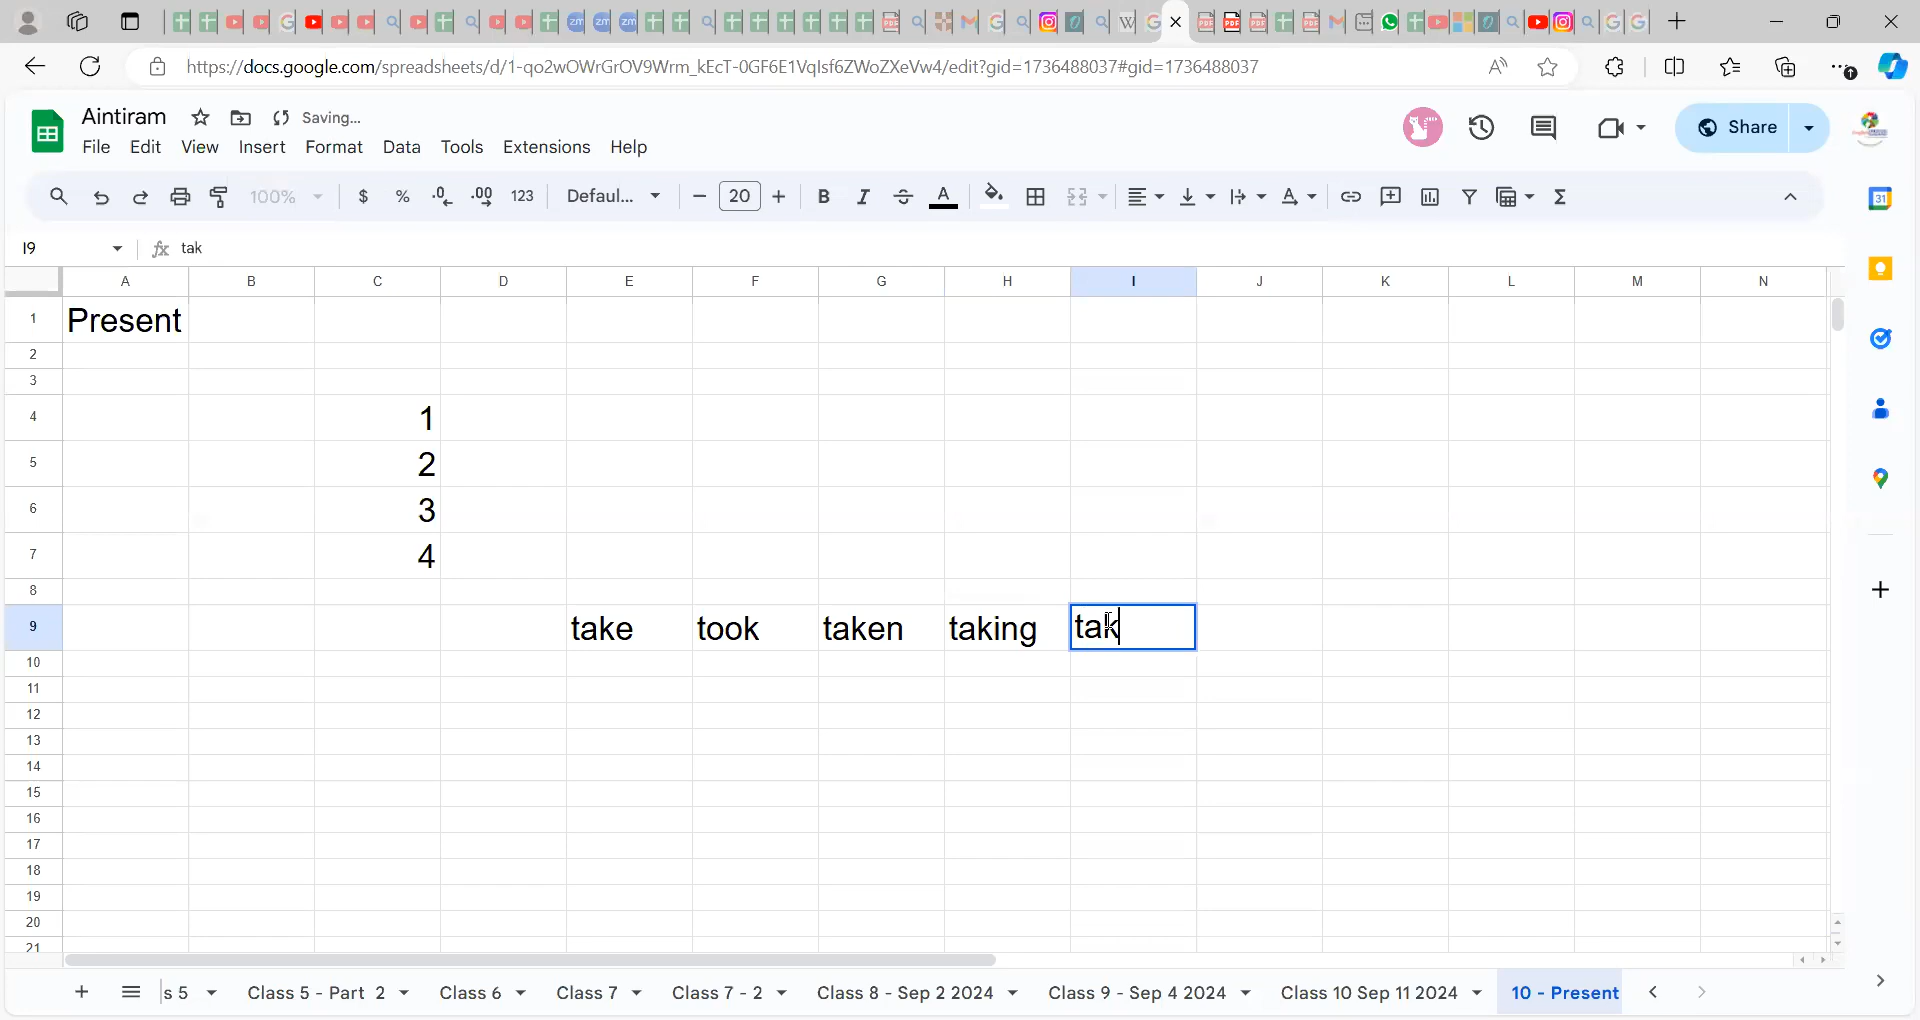 https://docs.google.com/spreadsheets/d/1-qo2wOWrGrOV9Wrm_kEcT-0GF6E1VqIsf6ZWoZXeVw4/edit?gid=1736488037#gid=1736488037
Aintiram Saving...
File Edit View Insert Format Data Tools Extensions Help
Share
100% $ % .0 .00 123 Defaul... 20 B I S A
I9 fx tak
A B C D E F G H I J K L M N
1 Present
2
3
4 1
5 2
6 3
7 4
8
9 take took taken taking tak
10
11
12
13
14
15
16
17
18
19
20
21
s 5 Class 5 - Part 2 Class 6 Class 7 Class 7 - 2 Class 8 - Sep 2 2024 Class 9 - Sep 4 2024 Class 10 Sep 11 2024 10 - Present